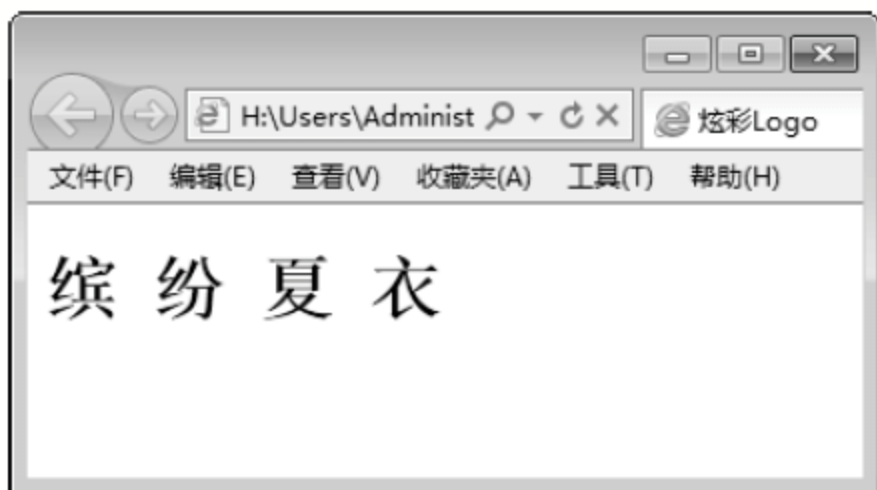 H:\Users\Administ
炫彩Logo
文件(F) 编辑(E) 查看(V) 收藏夹(A) 工具(T) 帮助(H)
缤 纷 夏 衣